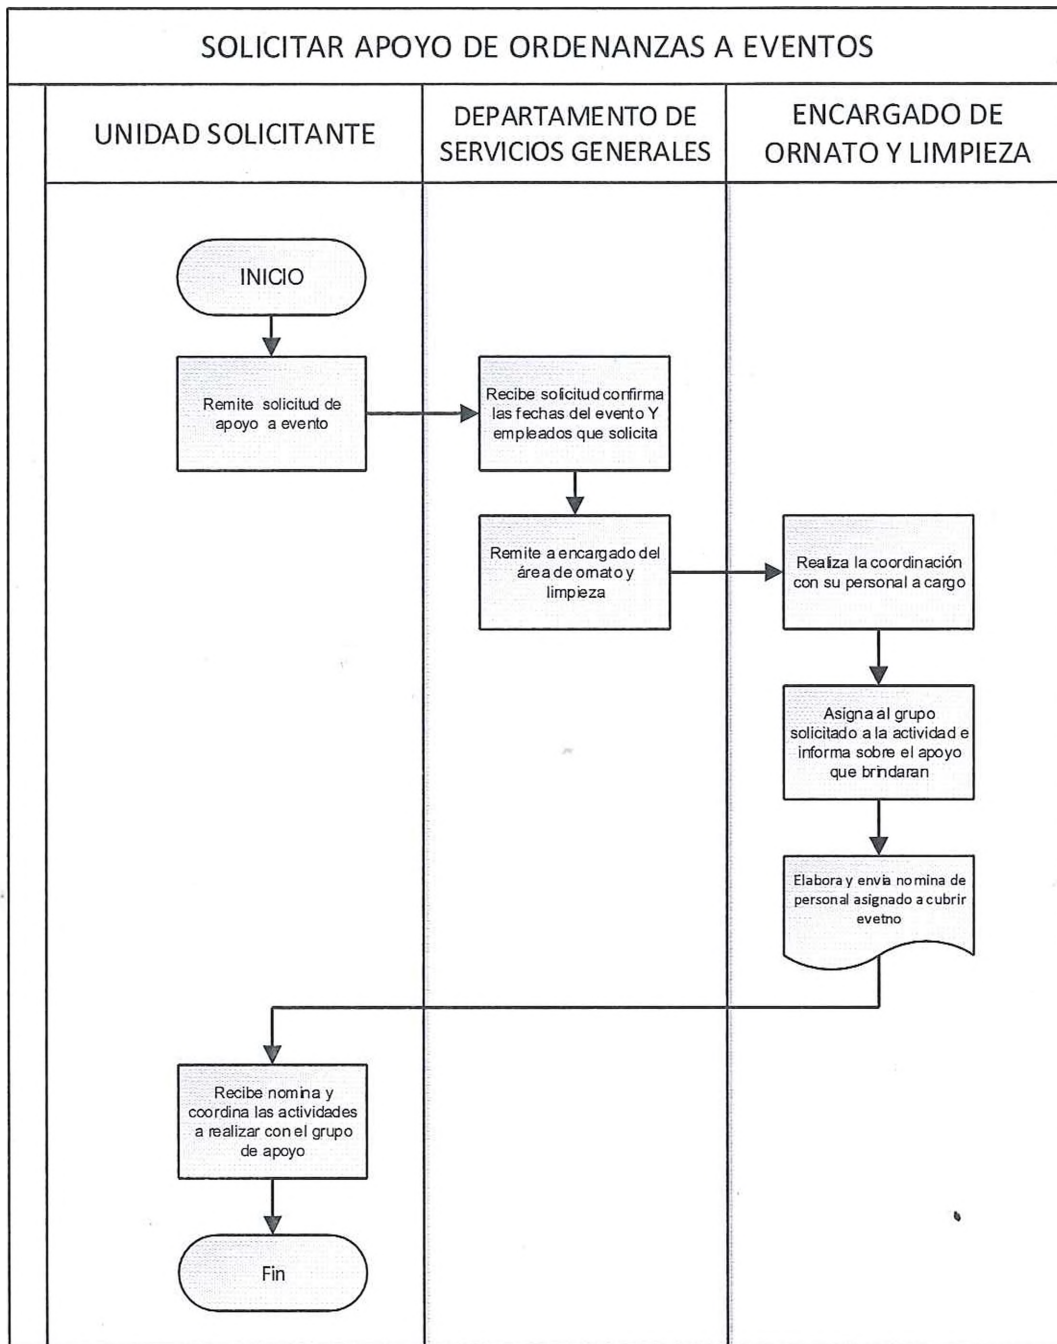 SOLICITAR APOYO DE ORDENANZAS A EVENTOS
UNIDAD SOLICITANTE
DEPARTAMENTO DE
SERVICIOS GENERALES
ENCARGADO DE
ORNATO Y LIMPIEZA
INICIO
Remite solicitud de
apoyo a evento
Recibe solicitud confirma
las fechas del evento Y
empleados que solicita
Remite a encargado del
área de ornato y
limpieza
Realiza la coordinación
con su personal a cargo
Asigna al grupo
solicitado a la actividad e
informa sobre el apoyo
que brindaran
Elabora y envía nomina de
personal asignado a cubrir
evetno
Recibe nomina y
coordina las actividades
a realizar con el grupo
de apoyo
Fin